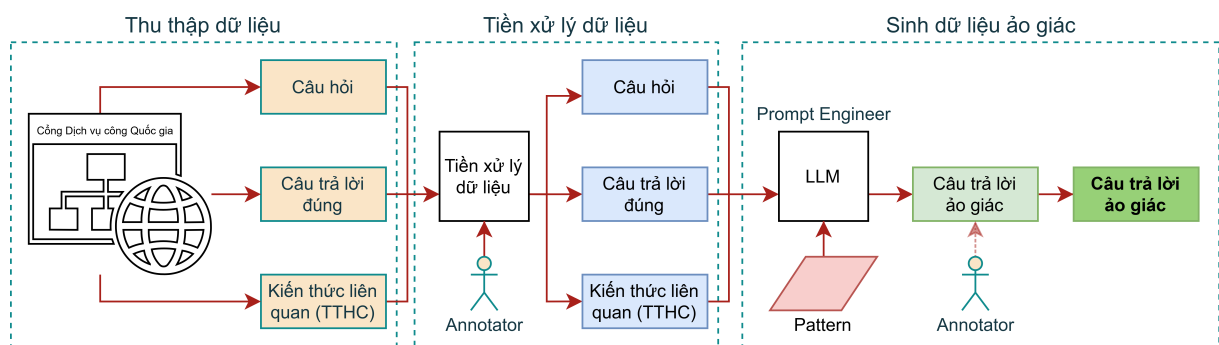 Thu thập dữ liệu
Tiền xử lý dữ liệu
Sinh dữ liệu ảo giác
Cổng Dịch vụ công Quốc gia
Câu hỏi
Câu trả lời
đúng
Kiến thức liên
quan (TTHC)
Tiền xử lý
dữ liệu
Annotator
Câu hỏi
Câu trả lời
đúng
Kiến thức liên
quan (TTHC)
Prompt Engineer
LLM
Pattern
Câu trả lời
ảo giác
Annotator
Câu trả lời
ảo giác